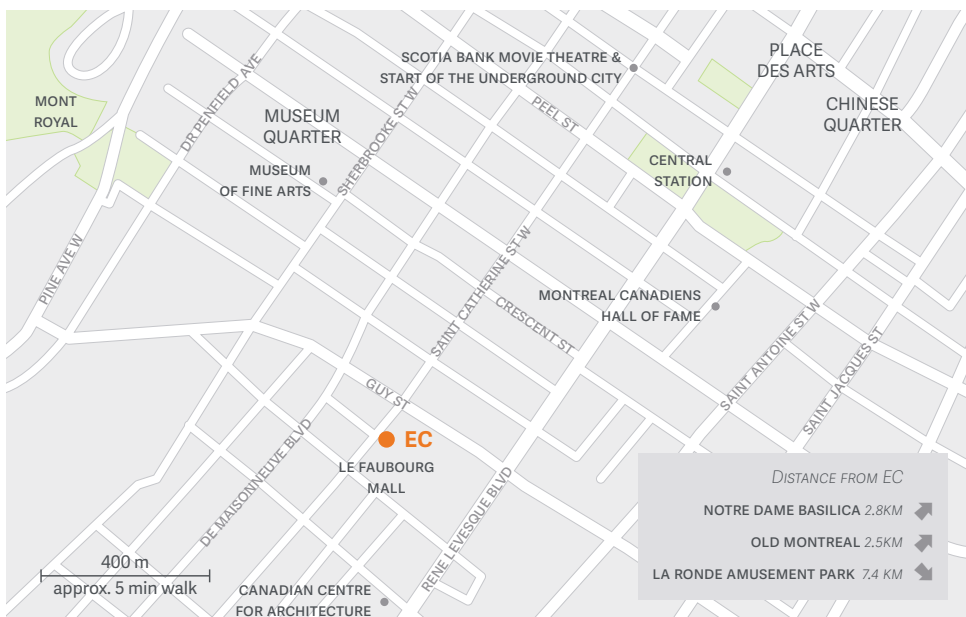 SCOTIA BANK MOVIE THEATRE &
START OF THE UNDERGROUND CITY
PLACE
DES ARTS
MONT
ROYAL
DR PENFIELD AVE
MUSEUM
QUARTER
SHERBROOKE ST W
PEEL ST
CHINESE
QUARTER
MUSEUM
OF FINE ARTS
CENTRAL
STATION
PINE AVE W
SAINT CATHERINE ST W
CRESCENT ST
MONTREAL CANADIENS
HALL OF FAME
SAINT ANTOINE ST W
SAINT JACQUES ST
GUY ST
EC
LE FAUBOURG
MALL
DE MAISONNEUVE BLVD
RENE LEVESQUE BLVD
DISTANCE FROM EC
NOTRE DAME BASILICA 2.8KM
OLD MONTREAL 2.5KM
LA RONDE AMUSEMENT PARK 7.4 KM
400 m
approx. 5 min walk
CANADIAN CENTRE
FOR ARCHITECTURE